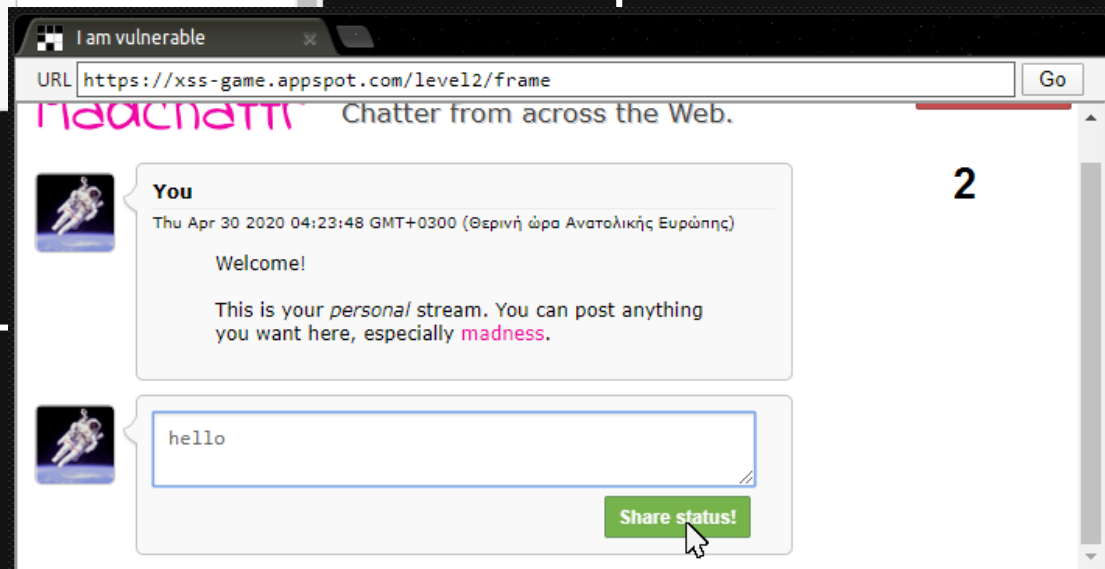 I am vulnerable
URL https://xss-game.appspot.com/level2/frame Go
Madchattr Chatter from across the Web.
2
You
Thu Apr 30 2020 04:23:48 GMT+0300 (Θερινή ώρα Ανατολικής Ευρώπης)
Welcome!
This is your personal stream. You can post anything
you want here, especially madness.
hello
Share status!